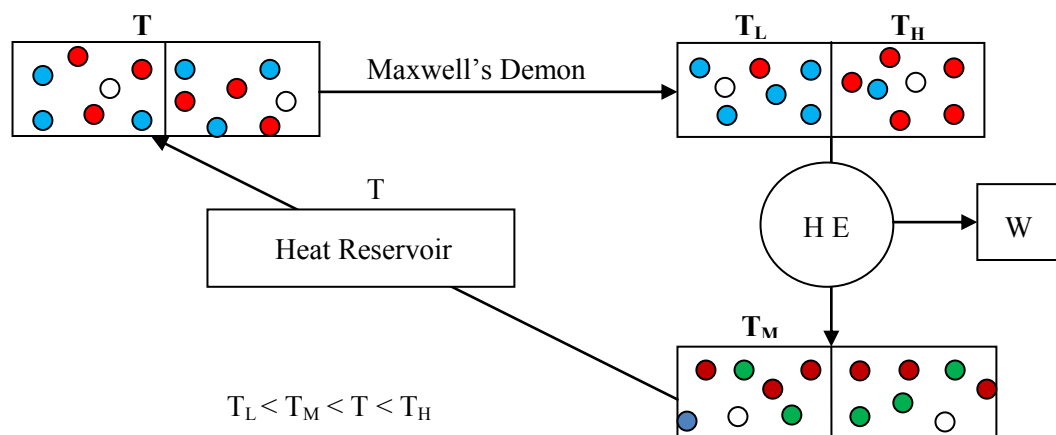 T
T_L T_H
Maxwell's Demon
T
Heat Reservoir
H E
W
T_M
T_L < T_M < T < T_H